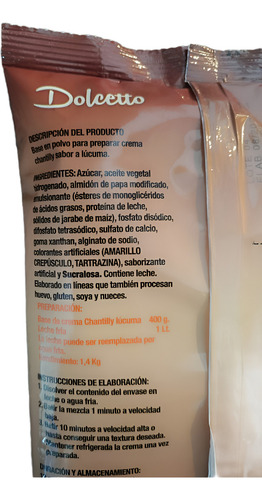 Dolcetto
DESCRIPCIÓN DEL PRODUCTO
Base en polvo para preparar crema
chantilly sabor a lúcuma.
INGREDIENTES: Azúcar, aceite vegetal
hidrogenado, almidón de papa modificado,
emulsionante (ésteres de monoglicéridos
de ácidos grasos, proteína de leche,
sólidos de jarabe de maíz), fosfato disódico,
difosfato tetrasódico, sulfato de calcio,
goma xanthan, alginato de sodio,
colorantes artificiales (AMARILLO
CREPÚSCULO, TARTRAZINA), saborizante
artificial y Sucralosa. Contiene leche.
Elaborado en líneas que también procesan
huevo, gluten, soya y nueces.
PREPARACIÓN:
Base de crema Chantilly lúcuma 400 g.
Leche fría 1 Lt.
La leche puede ser reemplazada por
agua fría.
Rendimiento: 1,4 Kg
INSTRUCCIONES DE ELABORACIÓN:
1. Disolver el contenido del envase en
leche o agua fría.
2. Batir la mezcla 1 minuto a velocidad
baja.
3. Batir 10 minutos a velocidad alta o
hasta conseguir una textura deseada.
Mantener refrigerada la crema una vez
preparada.
DURACIÓN Y ALMACENAMIENTO: